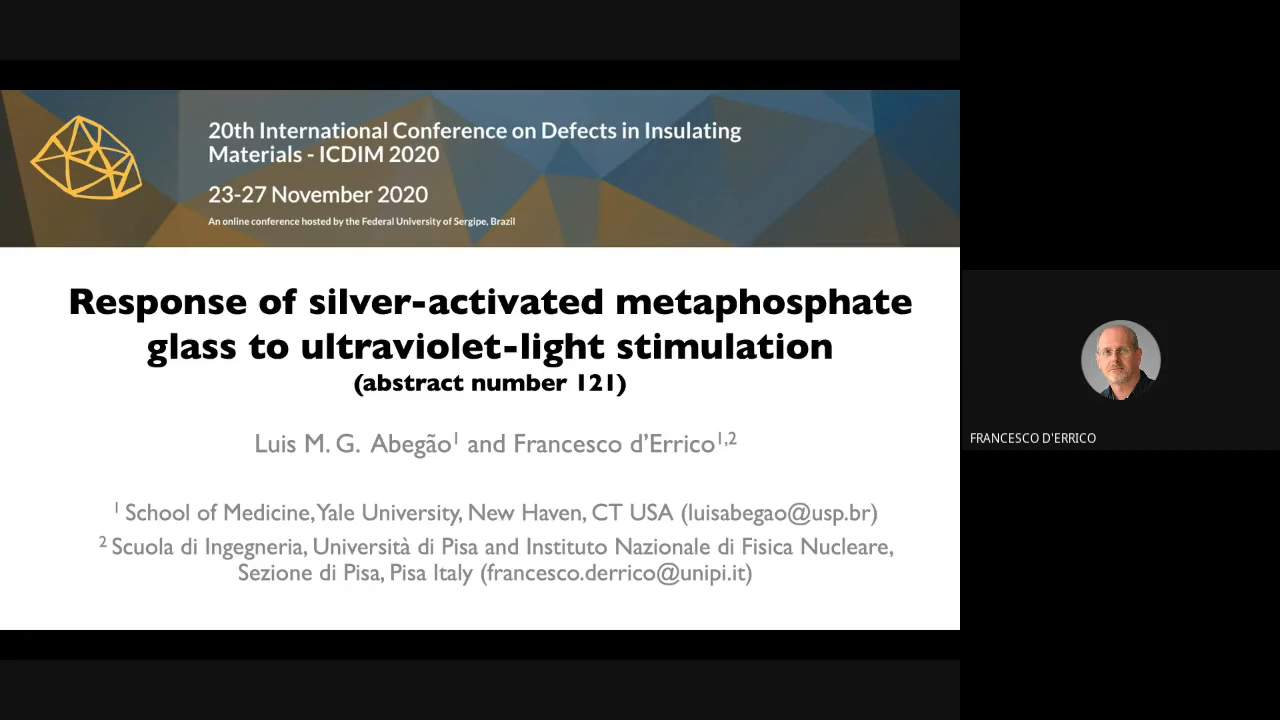 20th International Conference on Defects in Insulating
Materials - ICDIM 2020
23-27 November 2020
An online conference hosted by the Federal University of Sergipe, Brazil
Response of silver-activated metaphosphate
glass to ultraviolet-light stimulation
(abstract number 121)
Luis M. G. Abegão¹ and Francesco d’Errico¹,²
¹ School of Medicine, Yale University, New Haven, CT USA (luisabegao@usp.br)
² Scuola di Ingegneria, Università di Pisa and Instituto Nazionale di Fisica Nucleare,
Sezione di Pisa, Pisa Italy (francesco.derrico@unipi.it)
FRANCESCO D'ERRICO